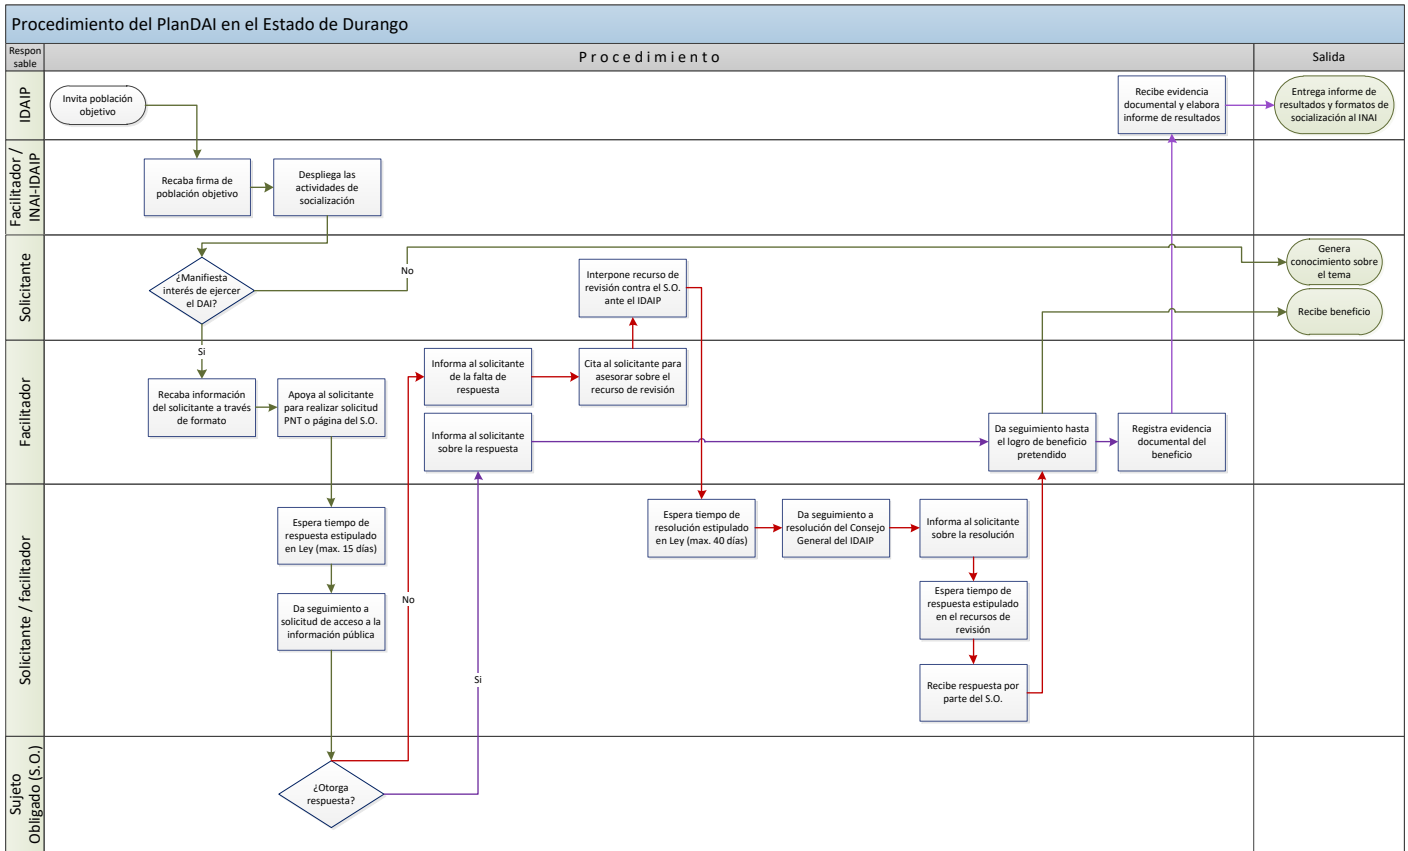 Procedimiento del PlanDAI en el Estado de Durango
Respon
sable
Procedimiento
Salida
IDAIP
Invita población
objetivo
Recibe evidencia
documental y elabora
informe de resultados
Entrega informe de
resultados y formatos de
socialización al INAI
Facilitador /
INAI-IDAIP
Recaba firma de
población objetivo
Despliega las
actividades de
socialización
Solicitante
¿Manifiesta
interés de ejercer
el DAI?
No
Si
Interpone recurso de
revisión contra el S.O.
ante el IDAIP
Genera
conocimiento sobre
el tema
Recibe beneficio
Facilitador
Recaba información
del solicitante a través
de formato
Apoya al solicitante
para realizar solicitud
PNT o página del S.O.
Informa al solicitante
de la falta de
respuesta
Cita al solicitante para
asesorar sobre el
recurso de revisión
Informa al solicitante
sobre la respuesta
Da seguimiento hasta
el logro de beneficio
pretendido
Registra evidencia
documental del
beneficio
Solicitante / facilitador
Espera tiempo de
respuesta estipulado
en Ley (max. 15 días)
Da seguimiento a
solicitud de acceso a la
información pública
No
Si
Espera tiempo de
resolución estipulado
en Ley (max. 40 días)
Da seguimiento a
resolución del Consejo
General del IDAIP
Informa al solicitante
sobre la resolución
Espera tiempo de
respuesta estipulado
en el recursos de
revisión
Recibe respuesta por
parte del S.O.
Sujeto
Obligado (S.O.)
¿Otorga
respuesta?